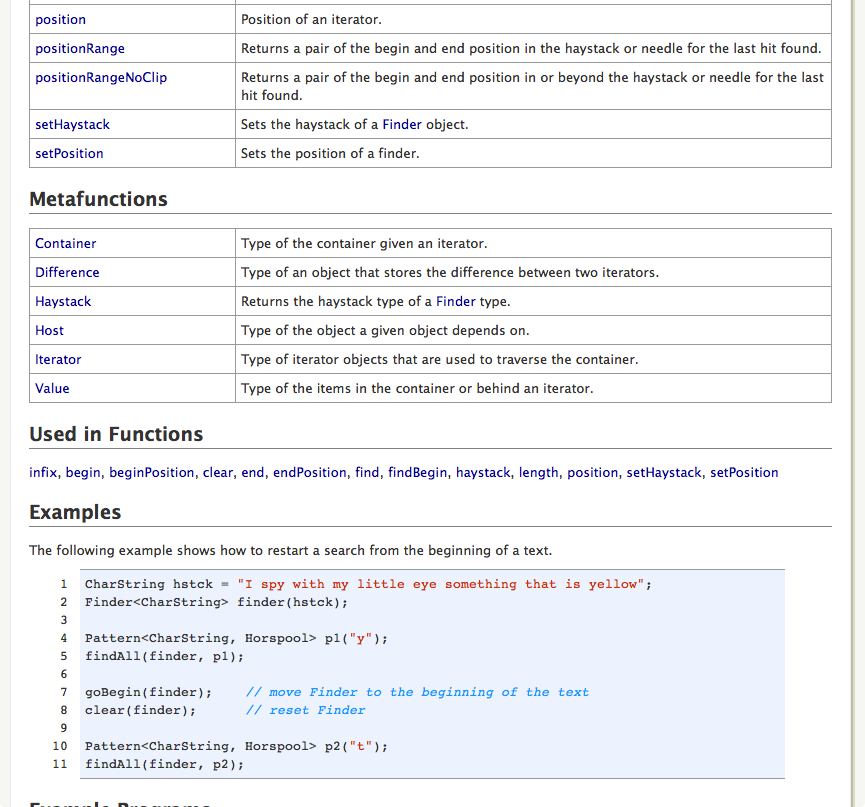 position Position of an iterator.
positionRange Returns a pair of the begin and end position in the haystack or needle for the last hit found.
positionRangeNoClip Returns a pair of the begin and end position in or beyond the haystack or needle for the last
hit found.
setHaystack Sets the haystack of a Finder object.
setPosition Sets the position of a finder.
Metafunctions
Container Type of the container given an iterator.
Difference Type of an object that stores the difference between two iterators.
Haystack Returns the haystack type of a Finder type.
Host Type of the object a given object depends on.
Iterator Type of iterator objects that are used to traverse the container.
Value Type of the items in the container or behind an iterator.
Used in Functions
infix, begin, beginPosition, clear, end, endPosition, find, findBegin, haystack, length, position, setHaystack, setPosition
Examples
The following example shows how to restart a search from the beginning of a text.
1 CharString hstck = "I spy with my little eye something that is yellow";
2 Finder<CharString> finder(hstck);
3
4 Pattern<CharString, Horspool> p1("y");
5 findAll(finder, p1);
6
7 goBegin(finder); // move Finder to the beginning of the text
8 clear(finder); // reset Finder
9
10 Pattern<CharString, Horspool> p2("t");
11 findAll(finder, p2);
Example Programs